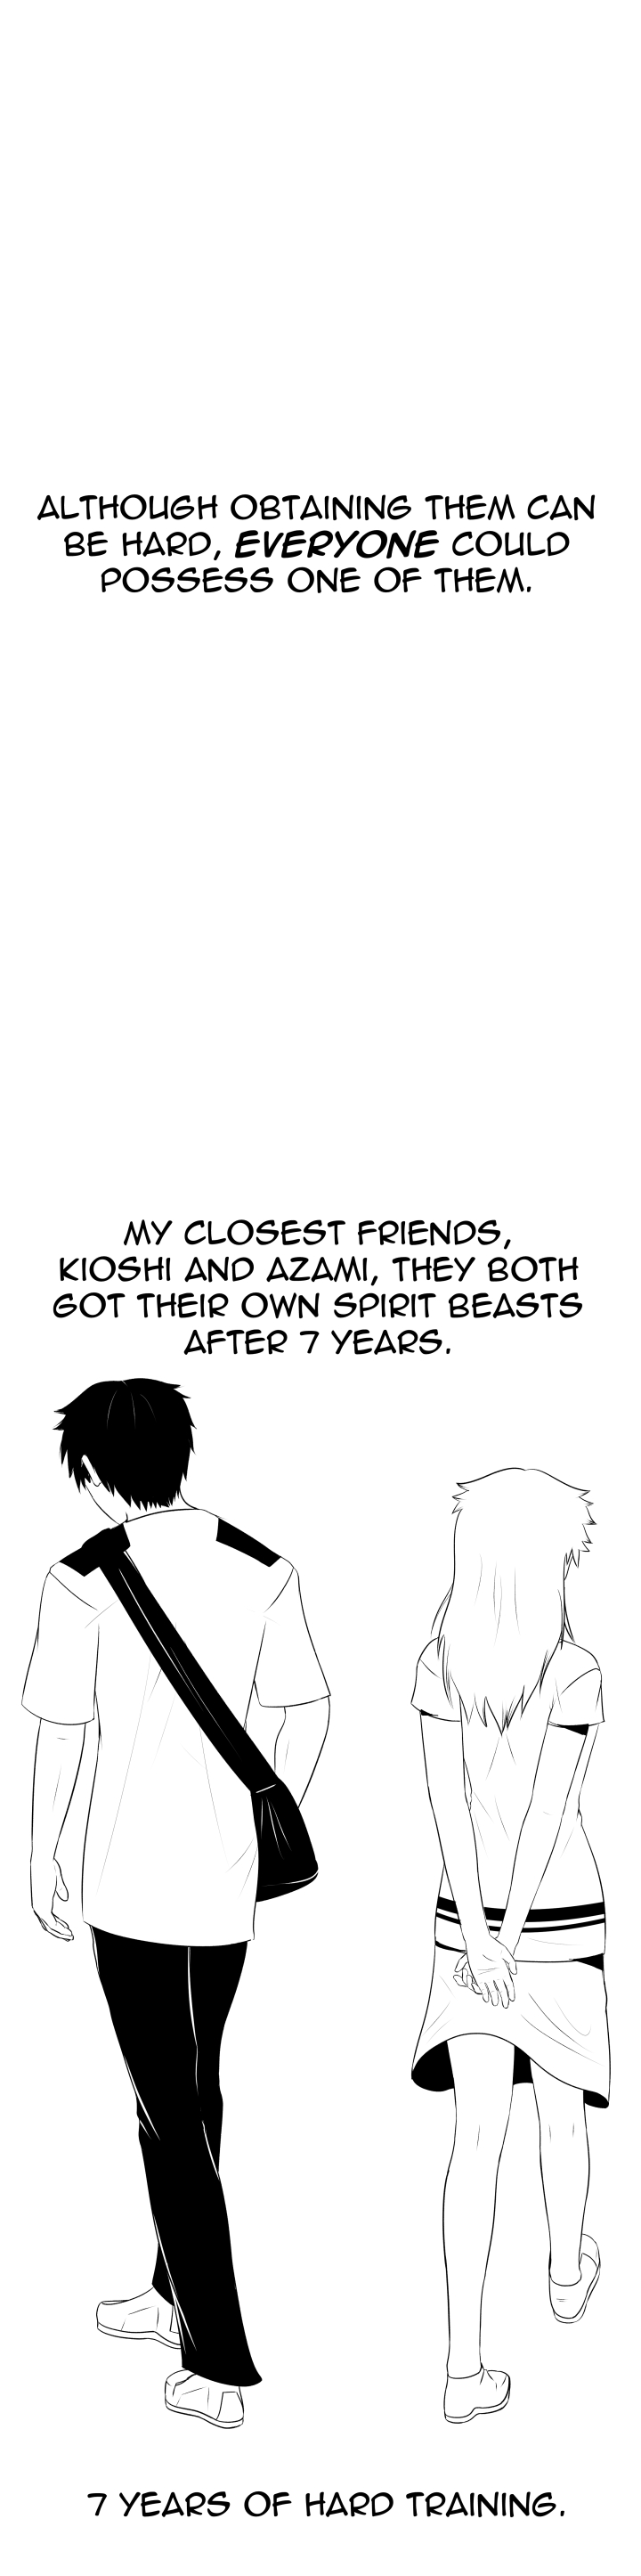 ALTHOUGH OBTAINING THEM CAN
BE HARD, EVERYONE COULD
POSSESS ONE OF THEM.
MY CLOSEST FRIENDS,
KIOSHI AND AZAMI, THEY BOTH
GOT THEIR OWN SPIRIT BEASTS
AFTER 7 YEARS.
7 YEARS OF HARD TRAINING.